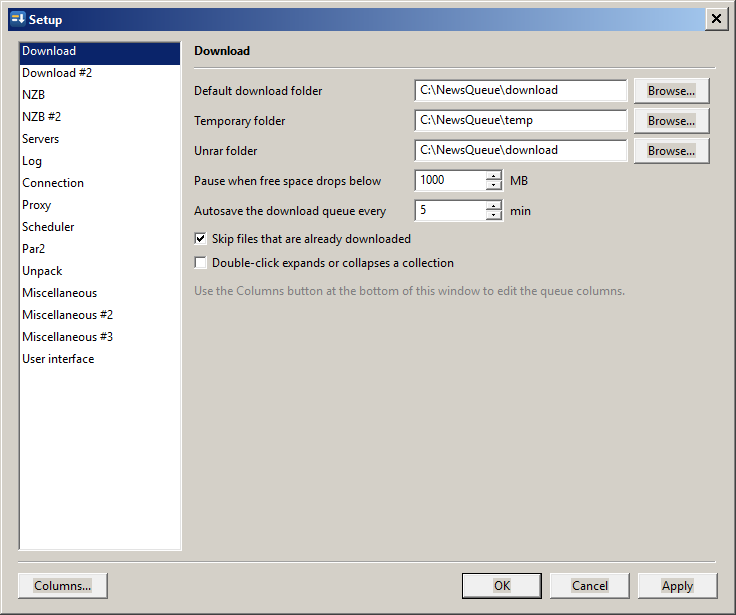 Setup
Download
Download #2
NZB
NZB #2
Servers
Log
Connection
Proxy
Scheduler
Par2
Unpack
Miscellaneous
Miscellaneous #2
Miscellaneous #3
User interface
Download
Default download folder C:\NewsQueue\download Browse...
Temporary folder C:\NewsQueue\temp Browse...
Unrar folder C:\NewsQueue\download Browse...
Pause when free space drops below 1000 MB
Autosave the download queue every 5 min
Skip files that are already downloaded
Double-click expands or collapses a collection
Use the Columns button at the bottom of this window to edit the queue columns.
Columns... OK Cancel Apply